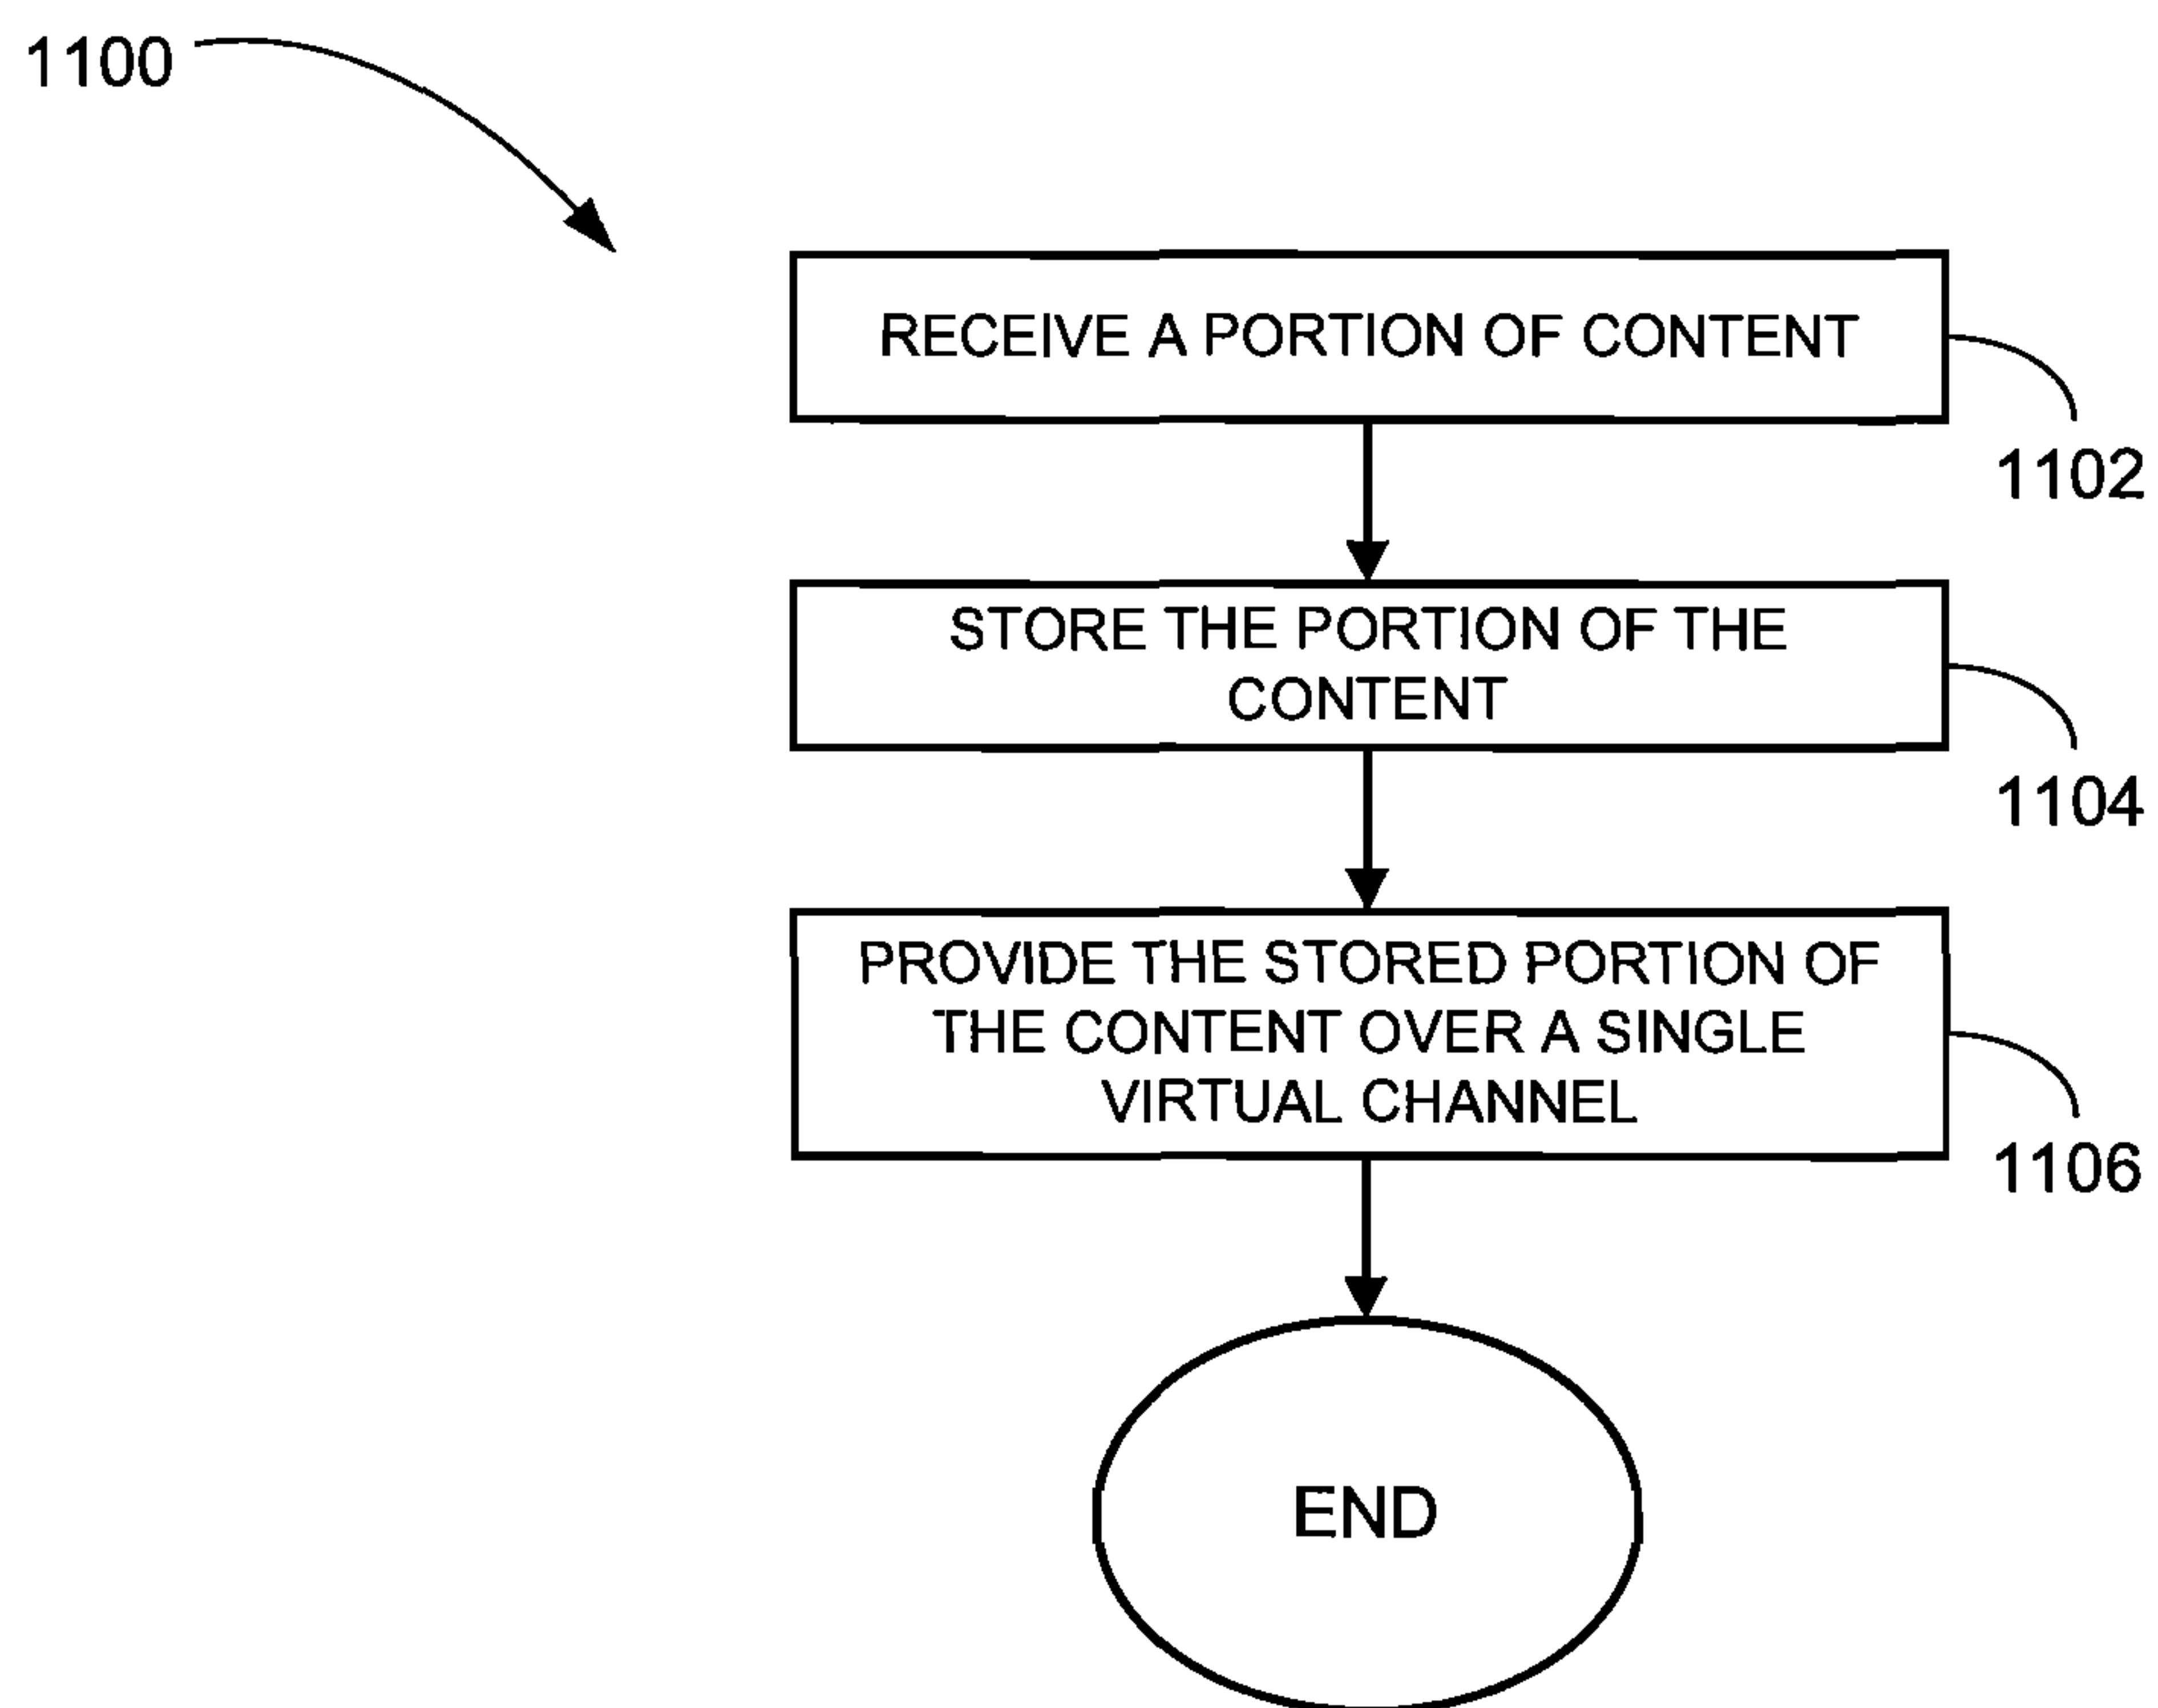 1100
RECEIVE A PORTION OF CONTENT
1102
STORE THE PORTION OF THE
CONTENT
1104
PROVIDE THE STORED PORTION OF
THE CONTENT OVER A SINGLE
VIRTUAL CHANNEL
1106
END